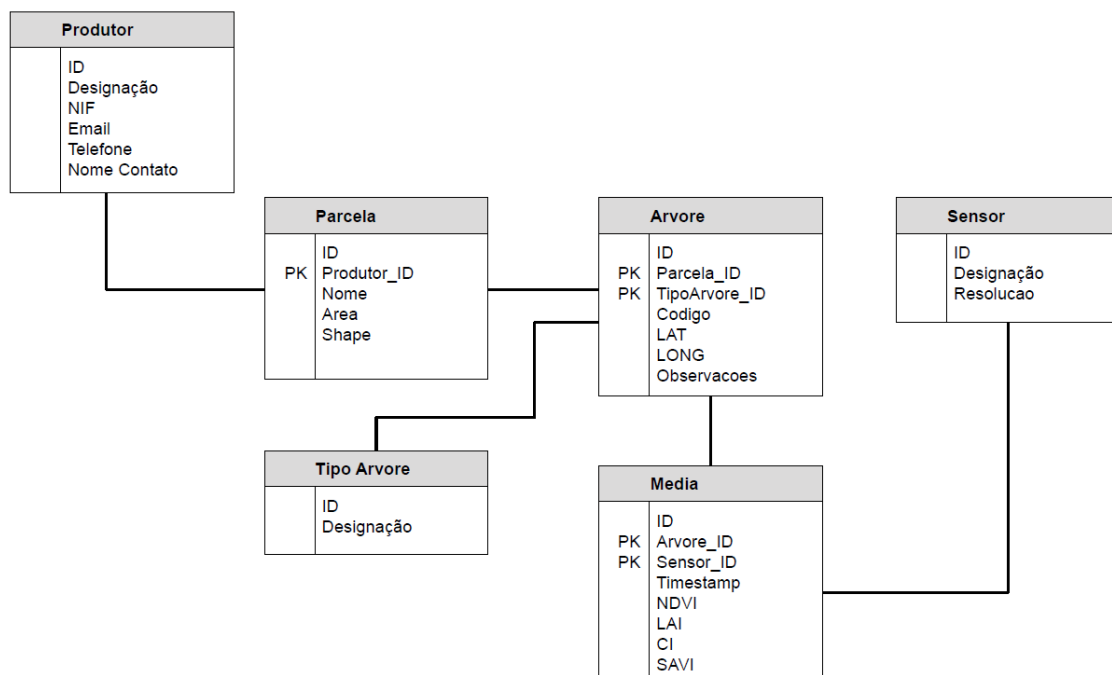 Produtor
ID
Designação
NIF
Email
Telefone
Nome Contato
Parcela
ID
PK Produtor_ID
Nome
Area
Shape
Arvore
ID
PK Parcela_ID
PK TipoArvore_ID
Codigo
LAT
LONG
Observacoes
Sensor
ID
Designação
Resolucao
Tipo Arvore
ID
Designação
Media
ID
PK Arvore_ID
PK Sensor_ID
Timestamp
NDVI
LAI
CI
SAVI